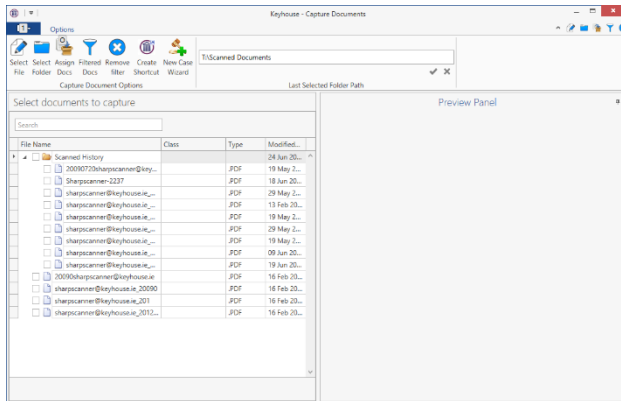 Keyhouse - Capture Documents
1
Options
Select File
Select Folder
Assign Docs
Filtered Docs
Remove filter
Create Shortcut
New Case Wizard
T:\Scanned Documents
Capture Document Options
Last Selected Folder Path
Select documents to capture
Preview Panel
Search
File Name Class Type Modified...
Scanned History 24 Jun 20...
20090720sharpscanner@key... .PDF 19 May 2...
Sharpscanner-2237 .PDF 18 Jun 20...
sharpscanner@keyhouse.ie_... .PDF 29 May 2...
sharpscanner@keyhouse.ie_... .PDF 13 Feb 20...
sharpscanner@keyhouse.ie_... .PDF 19 May 2...
sharpscanner@keyhouse.ie_... .PDF 29 May 2...
sharpscanner@keyhouse.ie_... .PDF 19 May 2...
sharpscanner@keyhouse.ie_... .PDF 09 Jun 20...
sharpscanner@keyhouse.ie_... .PDF 19 Jun 20...
20090sharpscanner@keyhouse.ie .PDF 16 Feb 20...
sharpscanner@keyhouse.ie_20090 .PDF 16 Feb 20...
sharpscanner@keyhouse.ie_201 .PDF 16 Feb 20...
sharpscanner@keyhouse.ie_2012... .PDF 16 Feb 20...